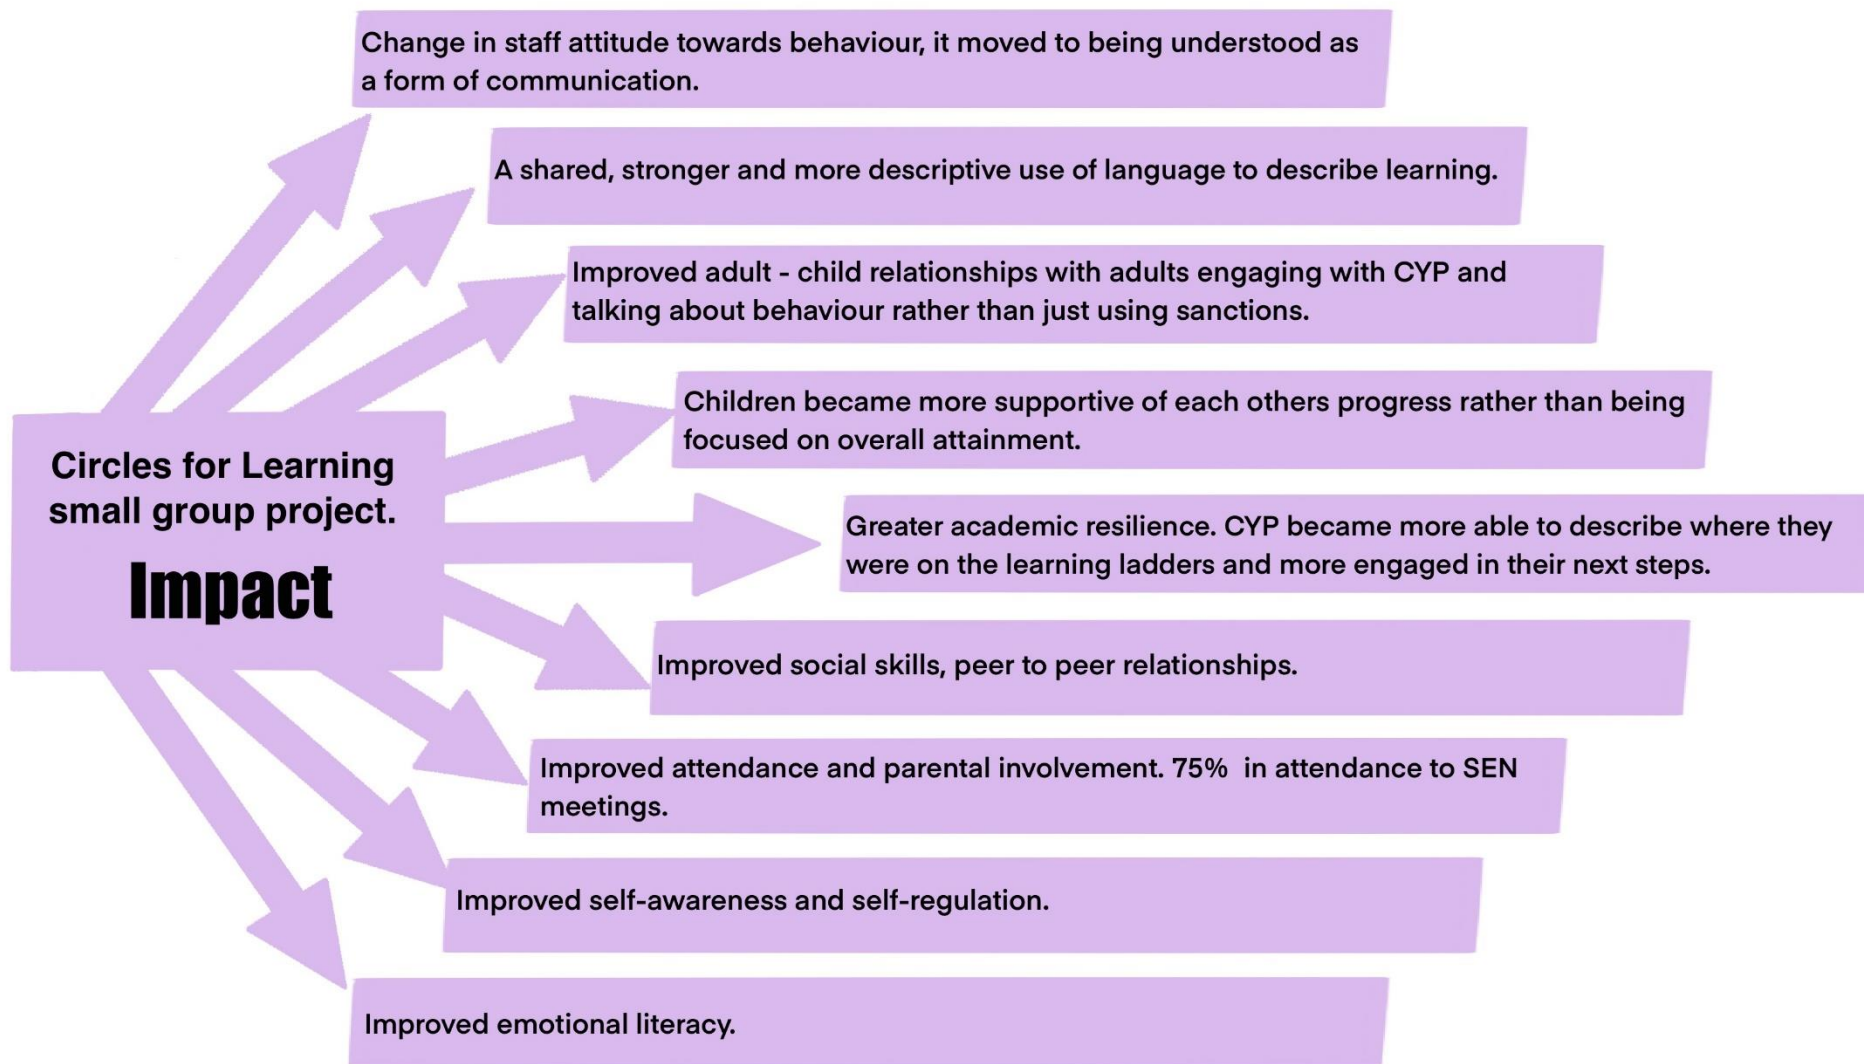 Change in staff attitude towards behaviour, it moved to being understood as
a form of communication.
A shared, stronger and more descriptive use of language to describe learning.
Improved adult - child relationships with adults engaging with CYP and
talking about behaviour rather than just using sanctions.
Children became more supportive of each others progress rather than being
focused on overall attainment.
Circles for Learning
small group project.
Impact
Greater academic resilience. CYP became more able to describe where they
were on the learning ladders and more engaged in their next steps.
Improved social skills, peer to peer relationships.
Improved attendance and parental involvement. 75%  in attendance to SEN
meetings.
Improved self-awareness and self-regulation.
Improved emotional literacy.